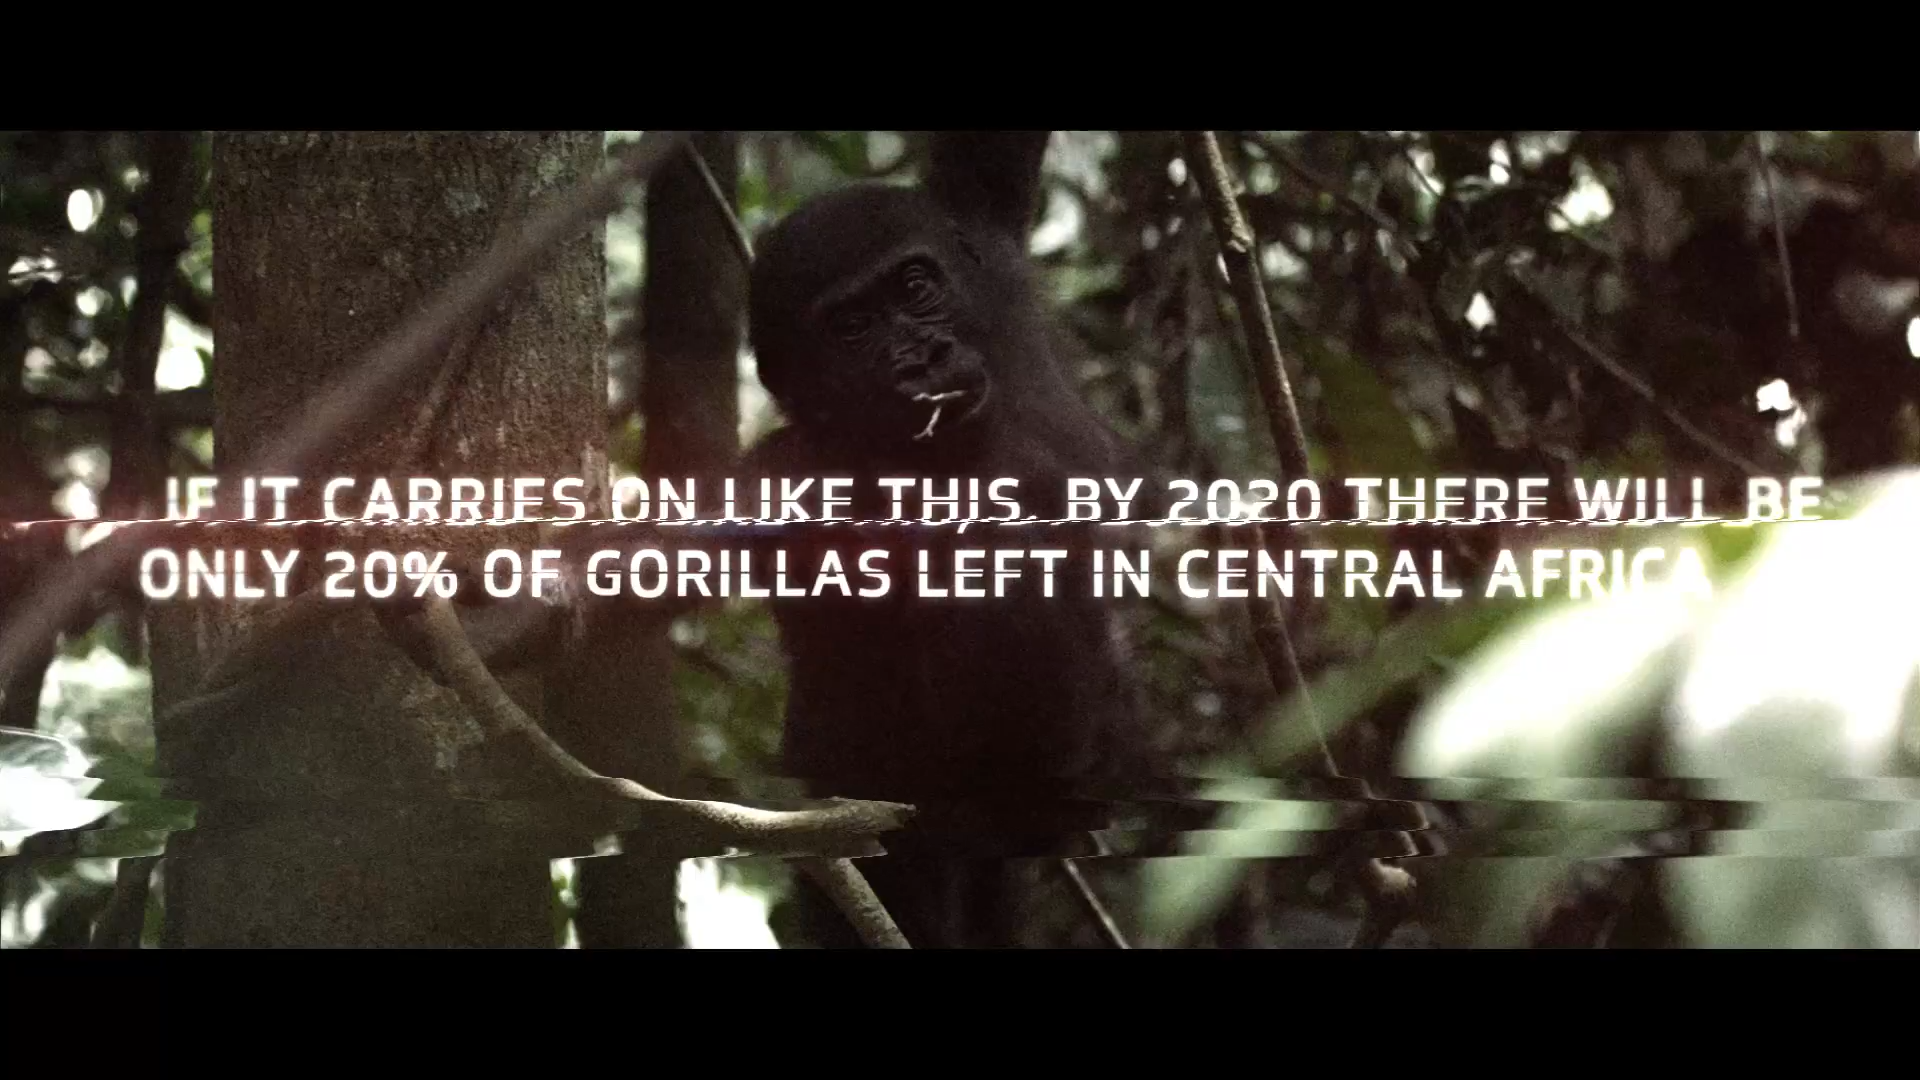 IF IT CARRIES ON LIKE THIS, BY 2020 THERE WILL BE
ONLY 20% OF GORILLAS LEFT IN CENTRAL AFRICA